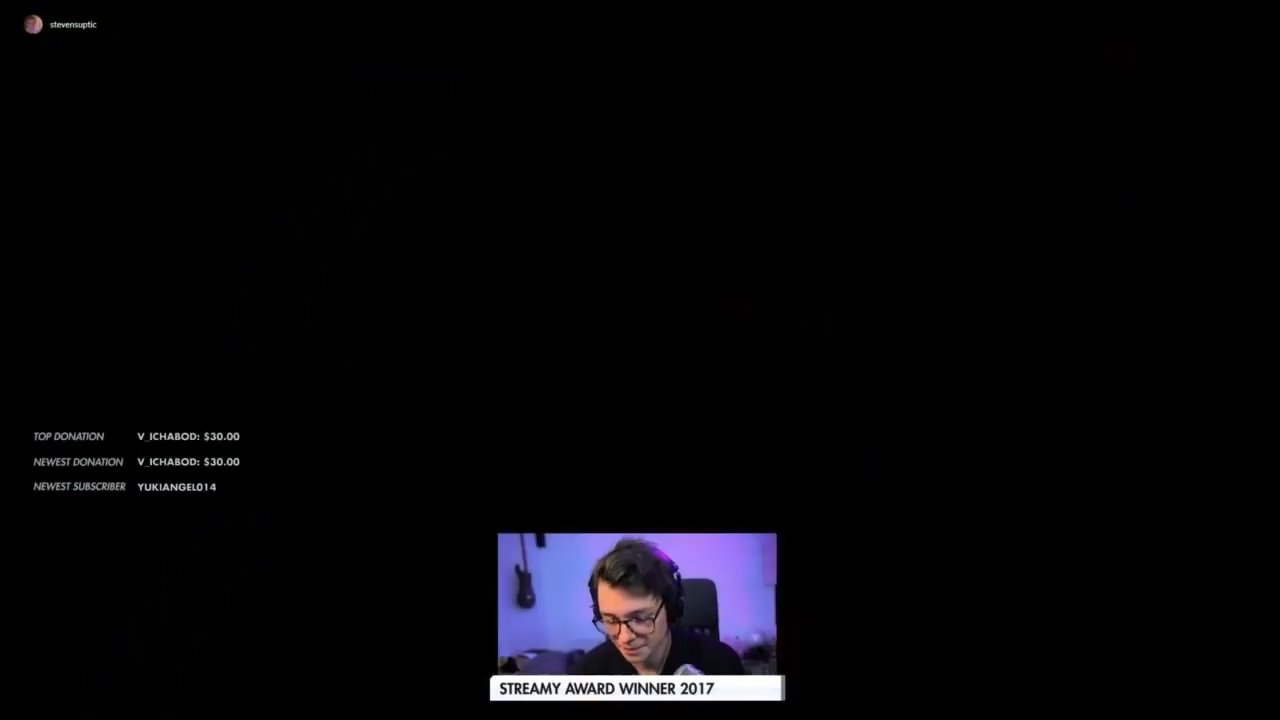 stevensuptic
TOP DONATION V_ICHABOD: $30.00
NEWEST DONATION V_ICHABOD: $30.00
NEWEST SUBSCRIBER YUKIANGEL014
STREAMY AWARD WINNER 2017